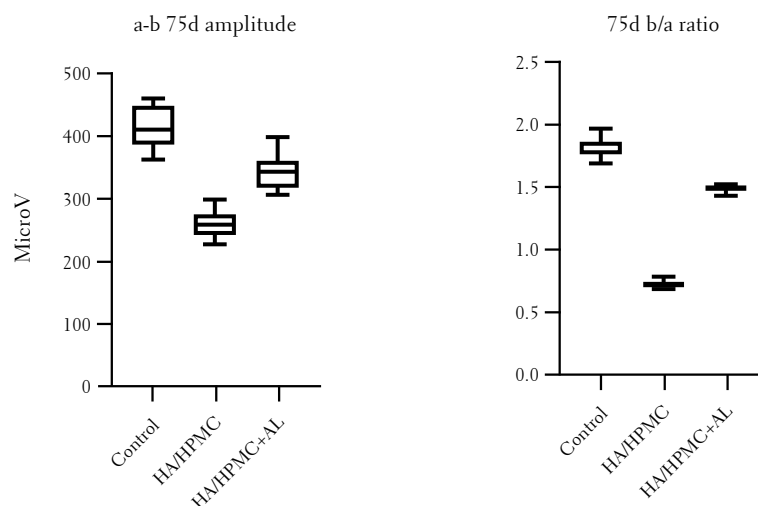 a-b 75d amplitude
500
400
300
200
100
0
MicroV
Control
HA/HPMC
HA/HPMC+AL
75d b/a ratio
2.5
2.0
1.5
1.0
0.5
0.0
Control
HA/HPMC
HA/HPMC+AL